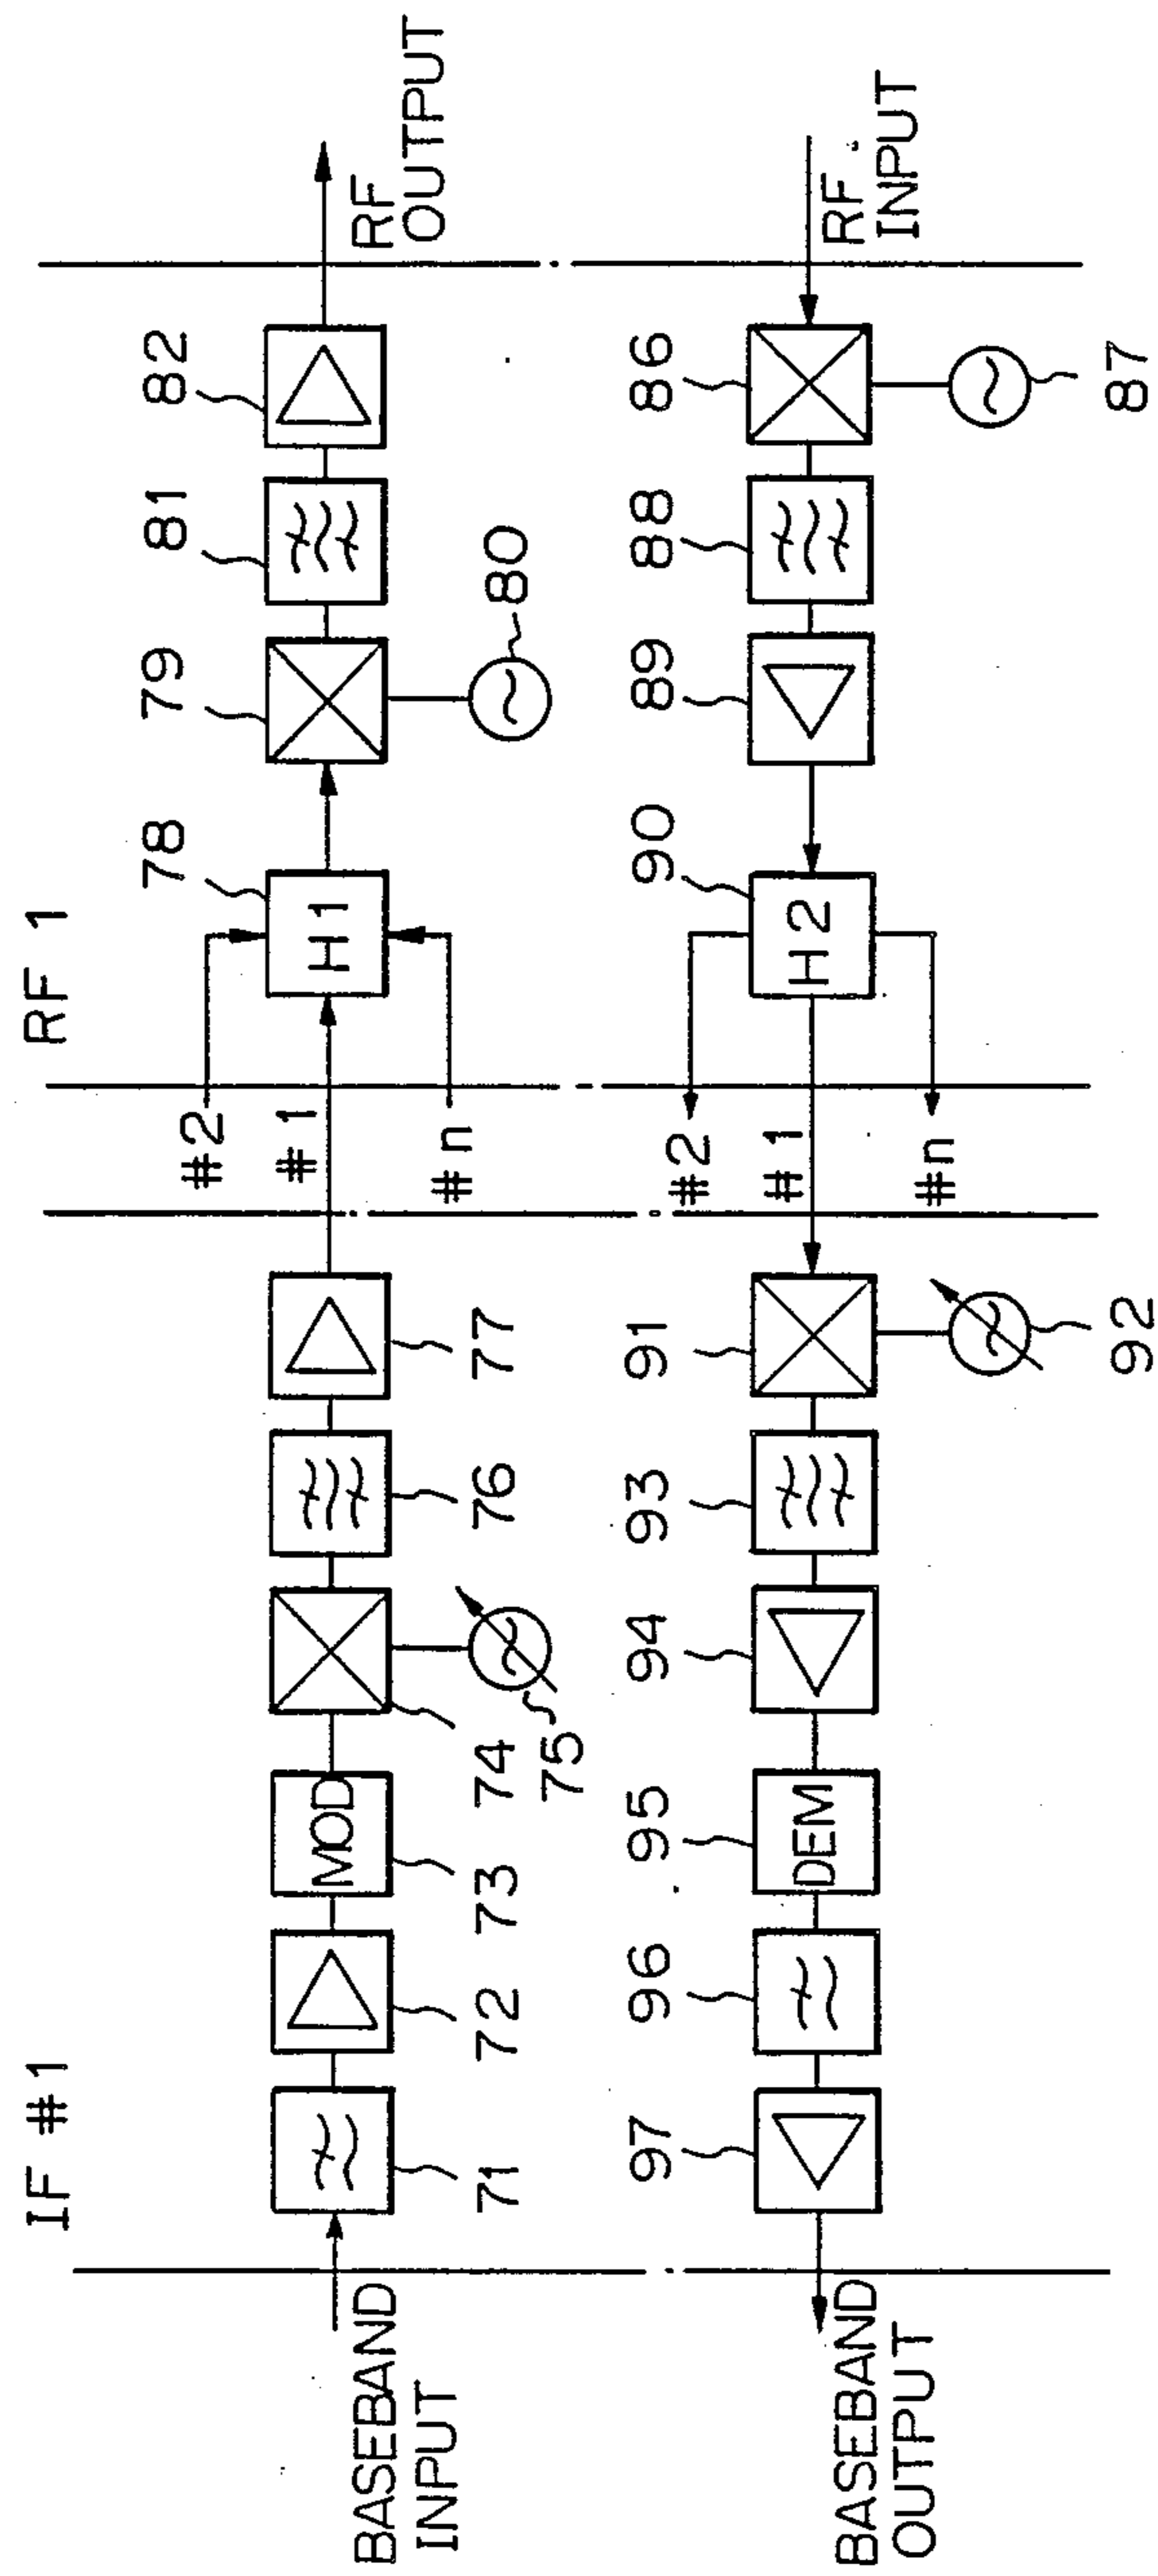 IF #1
RF 1
BASEBAND
INPUT
71
72
MOD
73
74
75
76
77
#2
#1
#n
H1
78
79
80
81
82
RF
OUTPUT
BASEBAND
OUTPUT
97
96
DEM
95
94
93
91
92
#2
#1
#n
H2
90
89
88
86
87
RF
INPUT